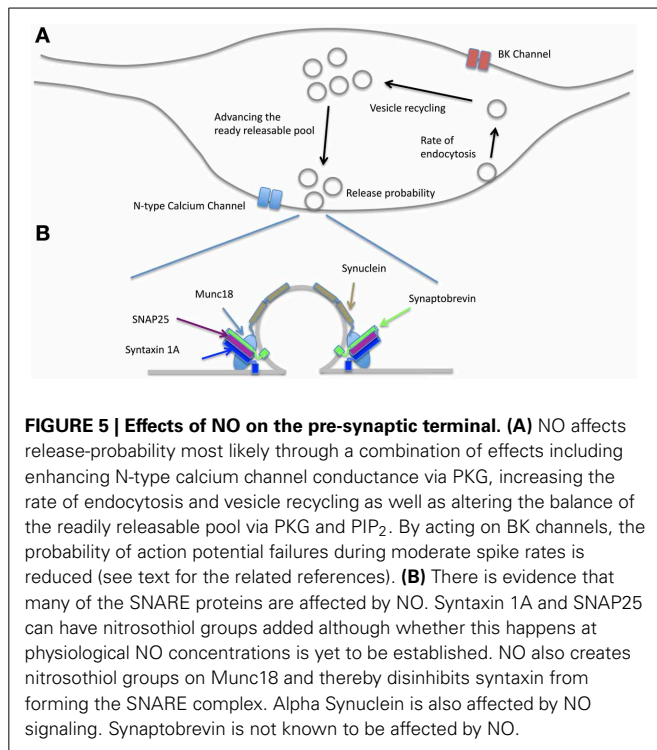 A
BK Channel
Vesicle recycling
Advancing the
ready releasable pool
Rate of
endocytosis
Release probability
N-type Calcium Channel
B
Synuclein
Munc18
Synaptobrevin
SNAP25
Syntaxin 1A
FIGURE 5 | Effects of NO on the pre-synaptic terminal. (A) NO affects
release-probability most likely through a combination of effects including
enhancing N-type calcium channel conductance via PKG, increasing the
rate of endocytosis and vesicle recycling as well as altering the balance of
the readily releasable pool via PKG and PIP₂. By acting on BK channels, the
probability of action potential failures during moderate spike rates is
reduced (see text for the related references). (B) There is evidence that
many of the SNARE proteins are affected by NO. Syntaxin 1A and SNAP25
can have nitrosothiol groups added although whether this happens at
physiological NO concentrations is yet to be established. NO also creates
nitrosothiol groups on Munc18 and thereby disinhibits syntaxin from
forming the SNARE complex. Alpha Synuclein is also affected by NO
signaling. Synaptobrevin is not known to be affected by NO.